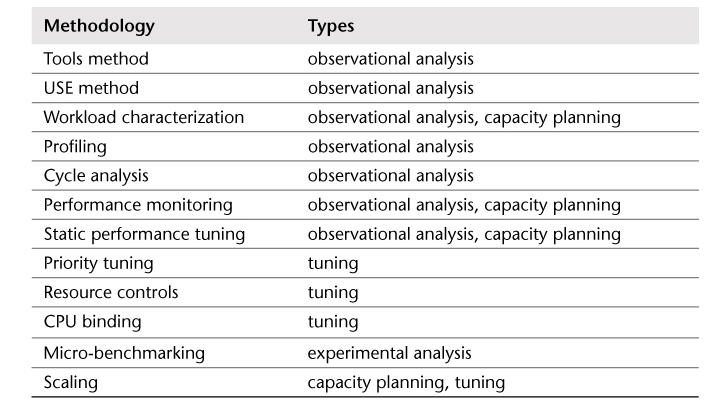 Methodology Types
Tools method observational analysis
USE method observational analysis
Workload characterization observational analysis, capacity planning
Profiling observational analysis
Cycle analysis observational analysis
Performance monitoring observational analysis, capacity planning
Static performance tuning observational analysis, capacity planning
Priority tuning tuning
Resource controls tuning
CPU binding tuning
Micro-benchmarking experimental analysis
Scaling capacity planning, tuning